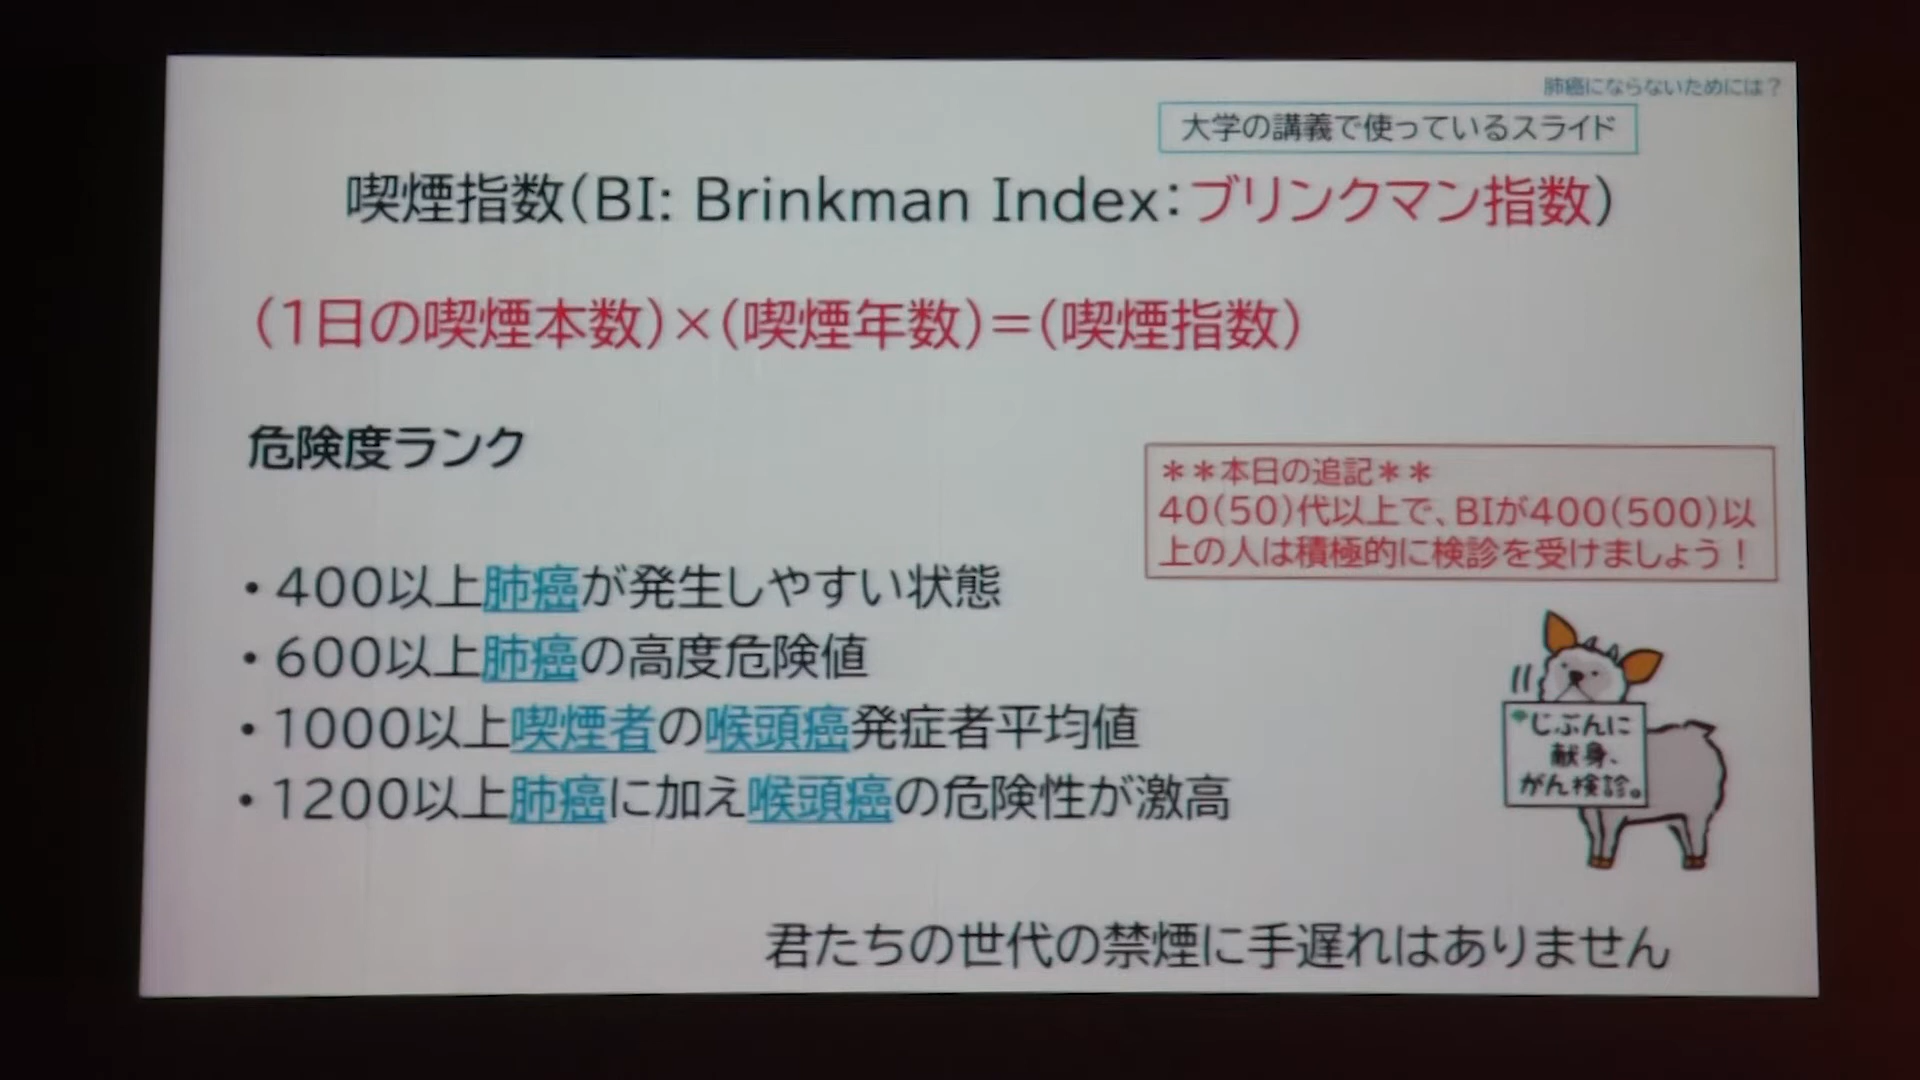 肺癌にならないためには？
大学の講義で使っているスライド
喫煙指数(BI: Brinkman Index：ブリンクマン指数)
(1日の喫煙本数)×(喫煙年数)＝(喫煙指数)
危険度ランク
＊＊本日の追記＊＊
40(50)代以上で、BIが400(500)以
上の人は積極的に検診を受けましょう！
・400以上肺癌が発生しやすい状態
・600以上肺癌の高度危険値
・1000以上喫煙者の喉頭癌発症者平均値
・1200以上肺癌に加え喉頭癌の危険性が激高
じぶんに
献身、
がん検診。
君たちの世代の禁煙に手遅れはありません